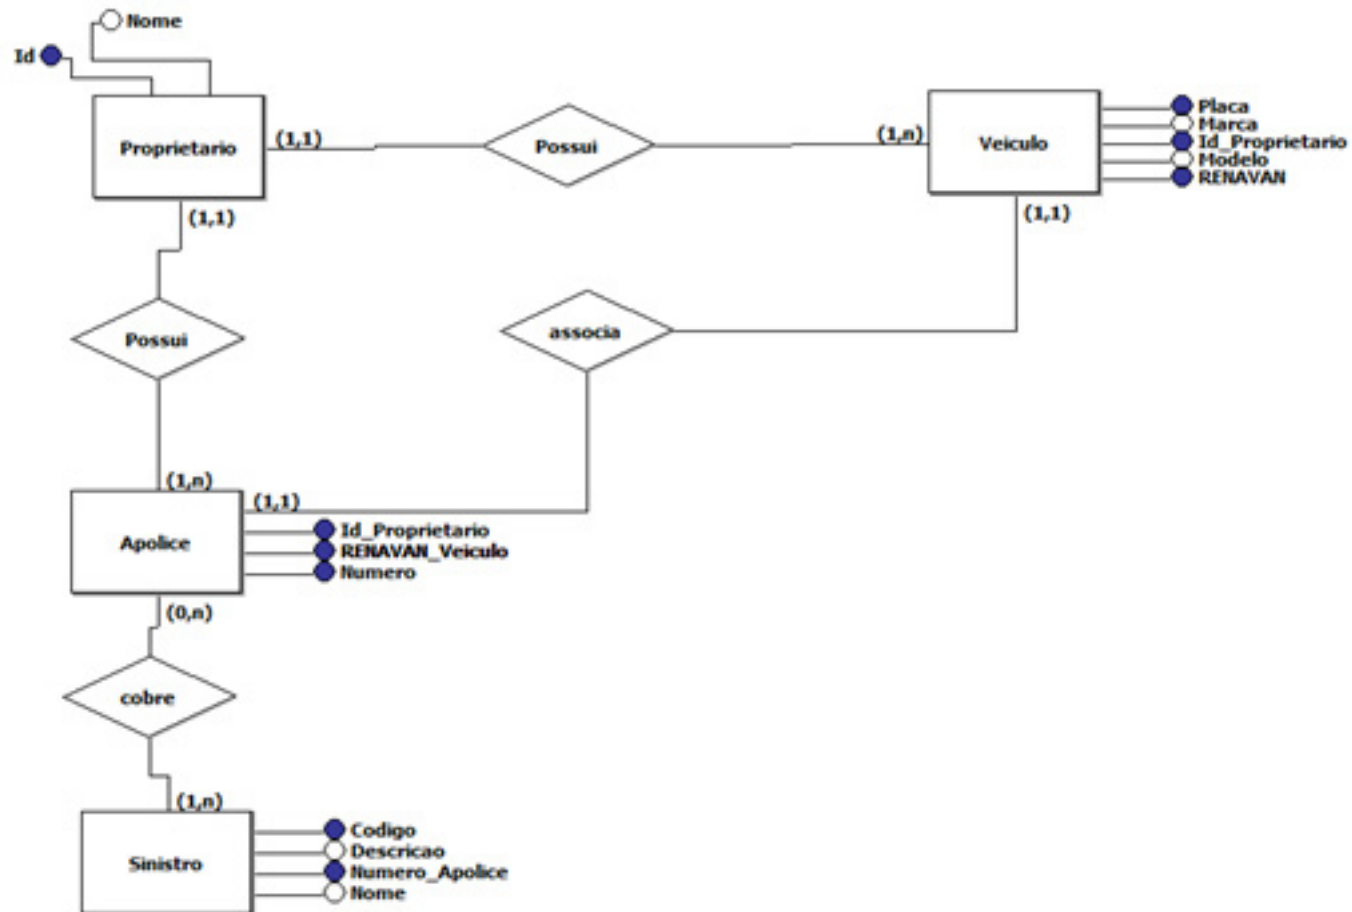 Nome
Id
Proprietario
(1,1)
Possui
(1,n)
Veiculo
Placa
Marca
Id_Proprietario
Modelo
RENAVAN
(1,1)
(1,1)
Possui
associa
(1,n)
(1,1)
Apolice
Id_Proprietario
RENAVAN_Veiculo
Numero
(0,n)
cobre
(1,n)
Sinistro
Codigo
Descricao
Numero_Apolice
Nome